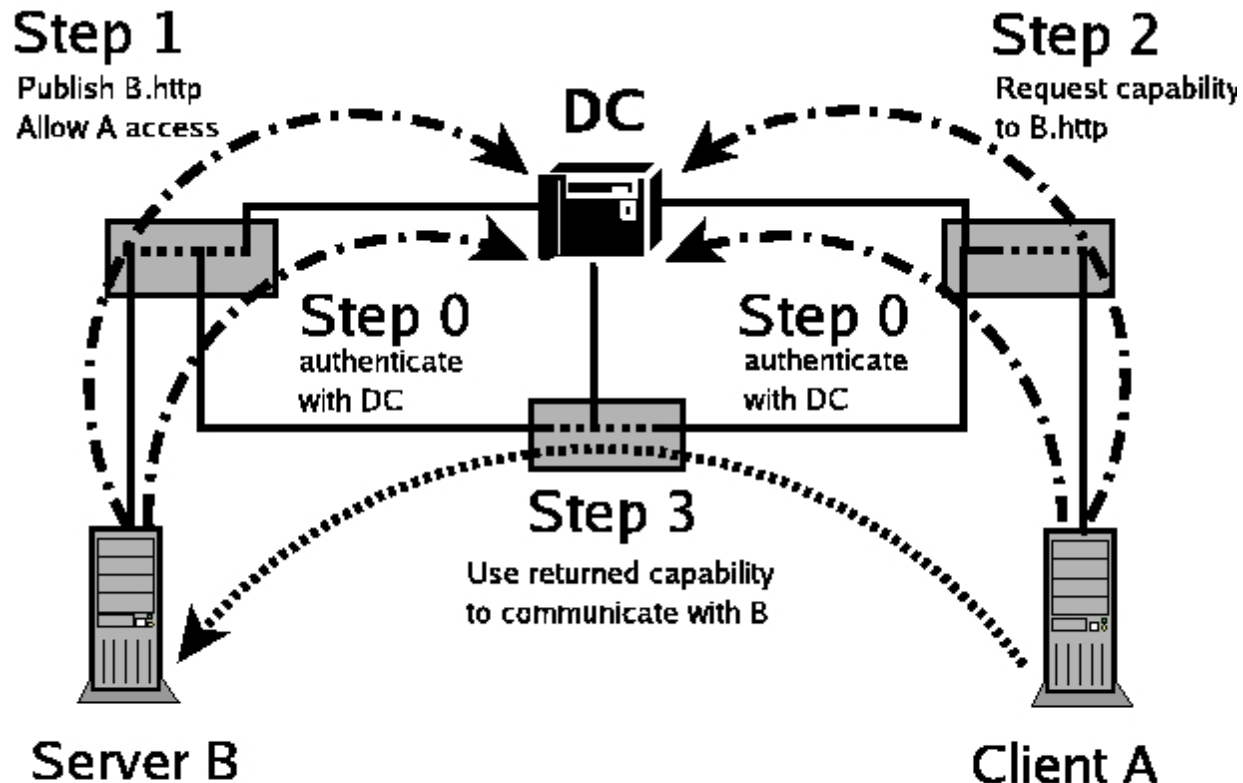 Step 1
Publish B.http
Allow A access
DC
Step 2
Request capability
to B.http
Step 0
authenticate
with DC
Step 0
authenticate
with DC
Step 3
Use returned capability
to communicate with B
Server B
Client A